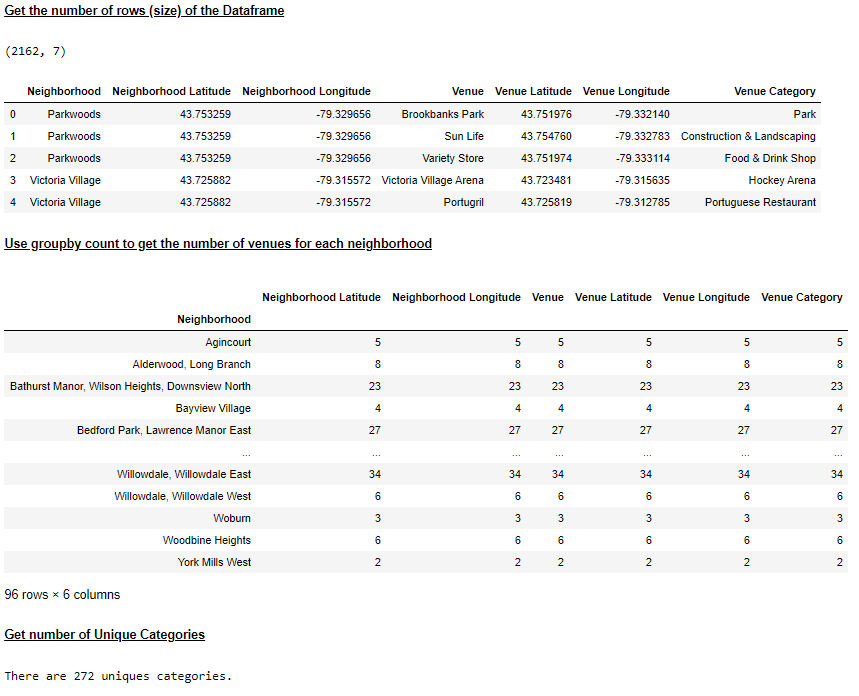 Get the number of rows (size) of the Dataframe
(2162, 7)
Neighborhood Neighborhood Latitude Neighborhood Longitude Venue Venue Latitude Venue Longitude Venue Category
0 Parkwoods 43.753259 -79.329656 Brookbanks Park 43.751976 -79.332140 Park
1 Parkwoods 43.753259 -79.329656 Sun Life 43.754760 -79.332783 Construction & Landscaping
2 Parkwoods 43.753259 -79.329656 Variety Store 43.751974 -79.333114 Food & Drink Shop
3 Victoria Village 43.725882 -79.315572 Victoria Village Arena 43.723481 -79.315635 Hockey Arena
4 Victoria Village 43.725882 -79.315572 Portugril 43.725819 -79.312785 Portuguese Restaurant
Use groupby count to get the number of venues for each neighborhood
Neighborhood Latitude Neighborhood Longitude Venue Venue Latitude Venue Longitude Venue Category
Neighborhood
Agincourt 5 5 5 5 5 5
Alderwood, Long Branch 8 8 8 8 8 8
Bathurst Manor, Wilson Heights, Downsview North 23 23 23 23 23 23
Bayview Village 4 4 4 4 4 4
Bedford Park, Lawrence Manor East 27 27 27 27 27 27
... ... ... ... ... ... ...
Willowdale, Willowdale East 34 34 34 34 34 34
Willowdale, Willowdale West 6 6 6 6 6 6
Woburn 3 3 3 3 3 3
Woodbine Heights 6 6 6 6 6 6
York Mills West 2 2 2 2 2 2
96 rows × 6 columns
Get number of Unique Categories
There are 272 uniques categories.